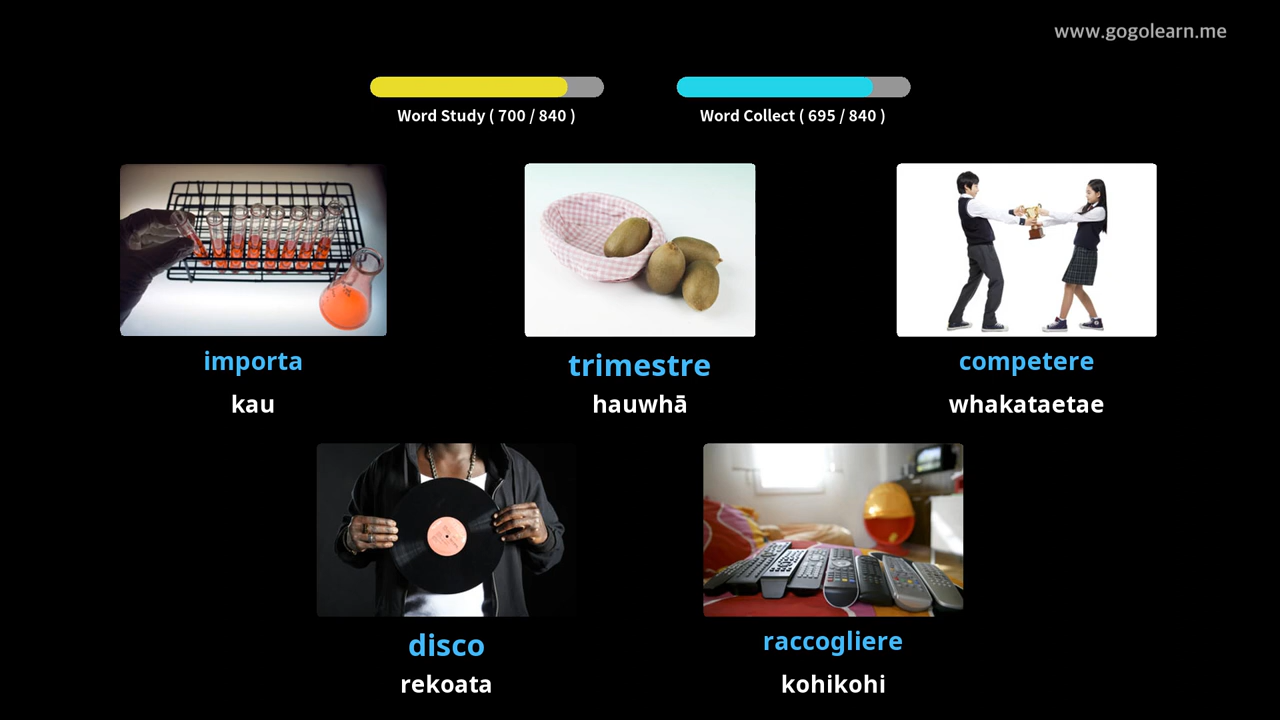 www.gogolearn.me
Word Study ( 700 / 840 )
Word Collect ( 695 / 840 )
importa
trimestre
competere
kau
hauwhā
whakataetae
disco
raccogliere
rekoata
kohikohi